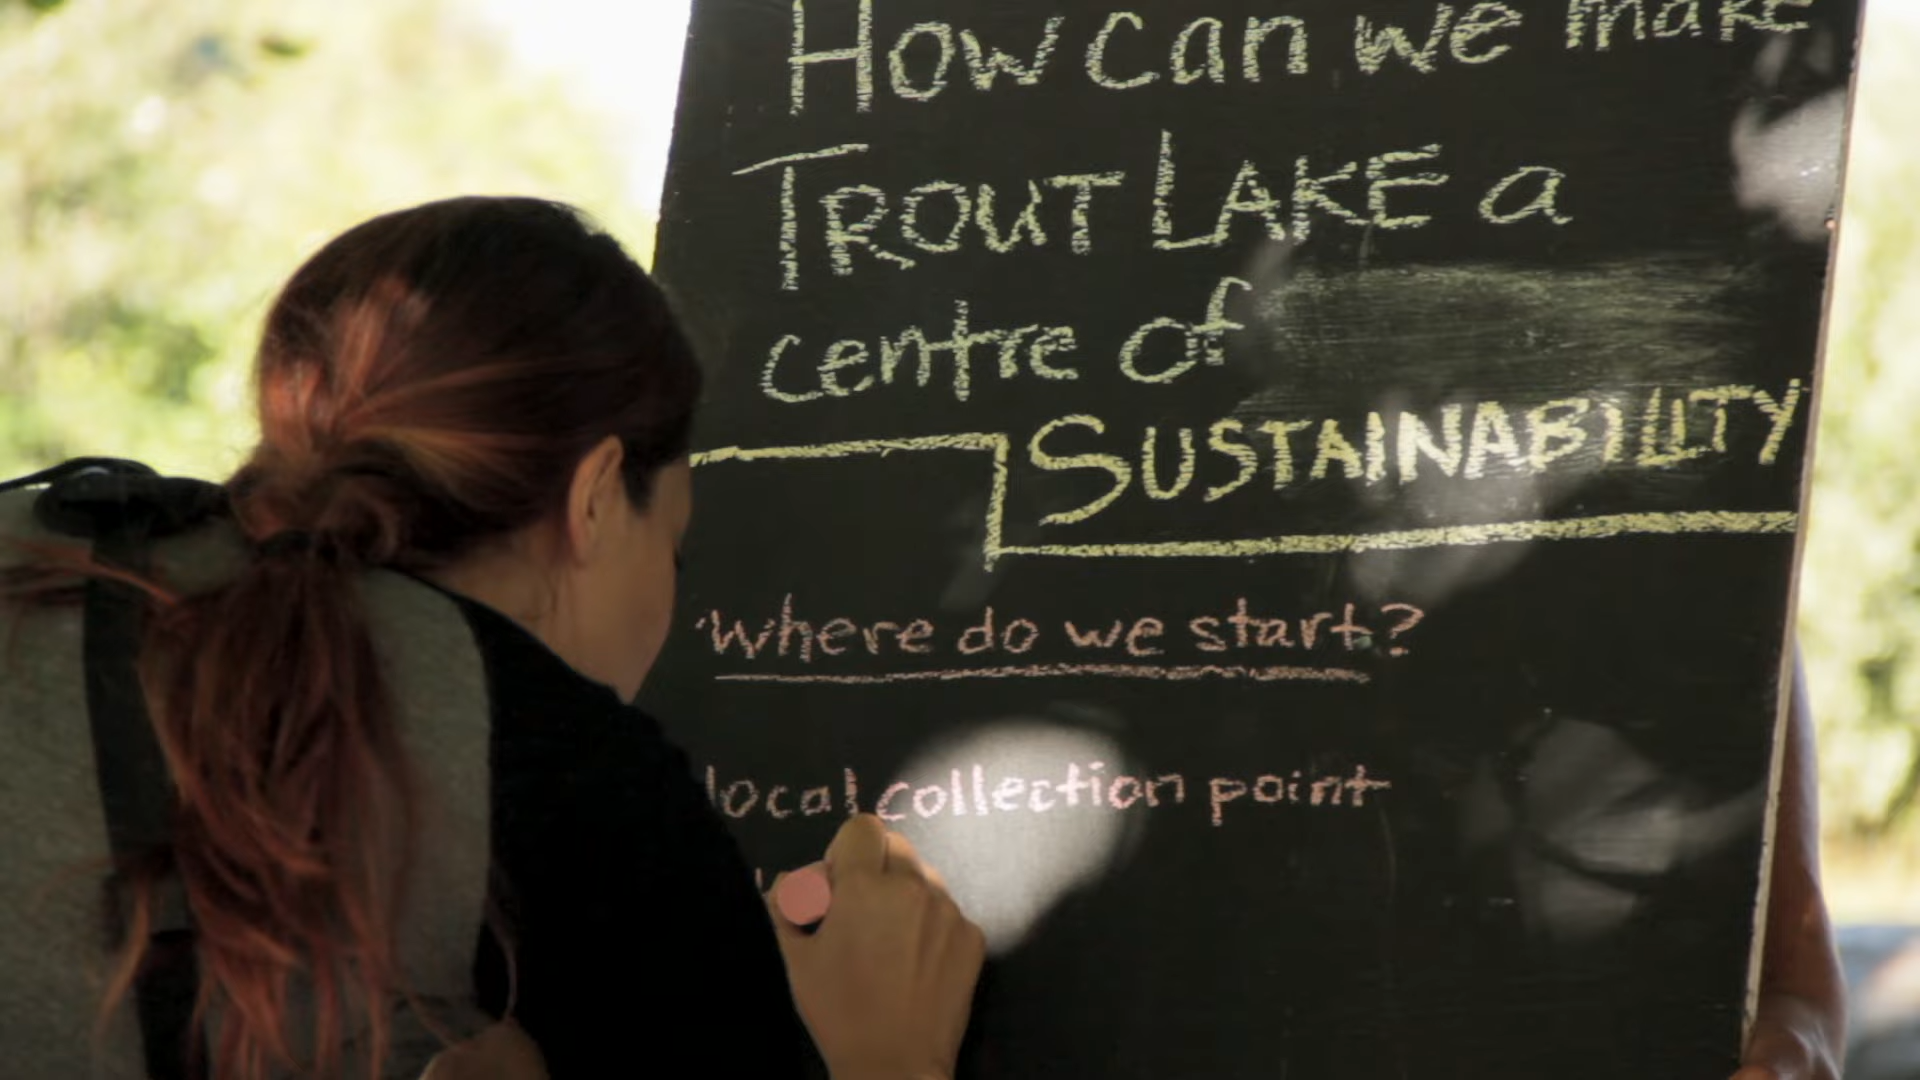 How can we make
TROUT LAKE a
centre of
SUSTAINABILITY
Where do we start?
local collection point